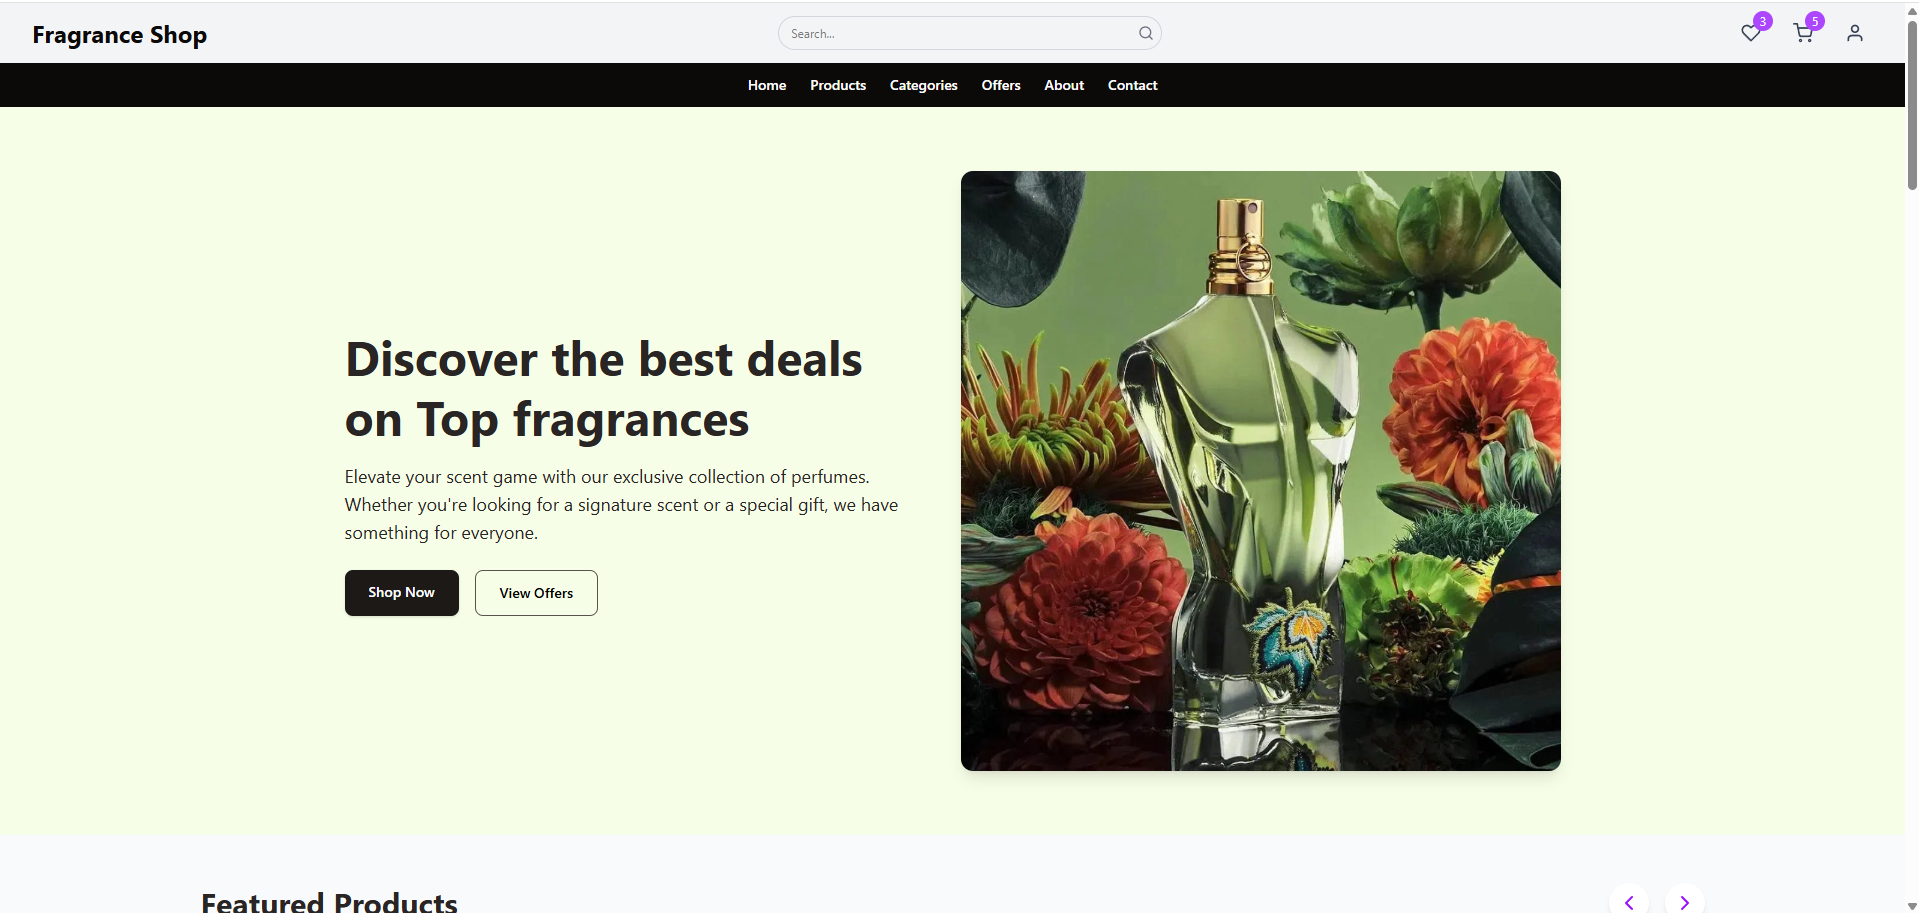 Fragrance Shop
Search...
3
5
Home Products Categories Offers About Contact
Discover the best deals
on Top fragrances
Elevate your scent game with our exclusive collection of perfumes.
Whether you're looking for a signature scent or a special gift, we have
something for everyone.
Shop Now
View Offers
Featured Products